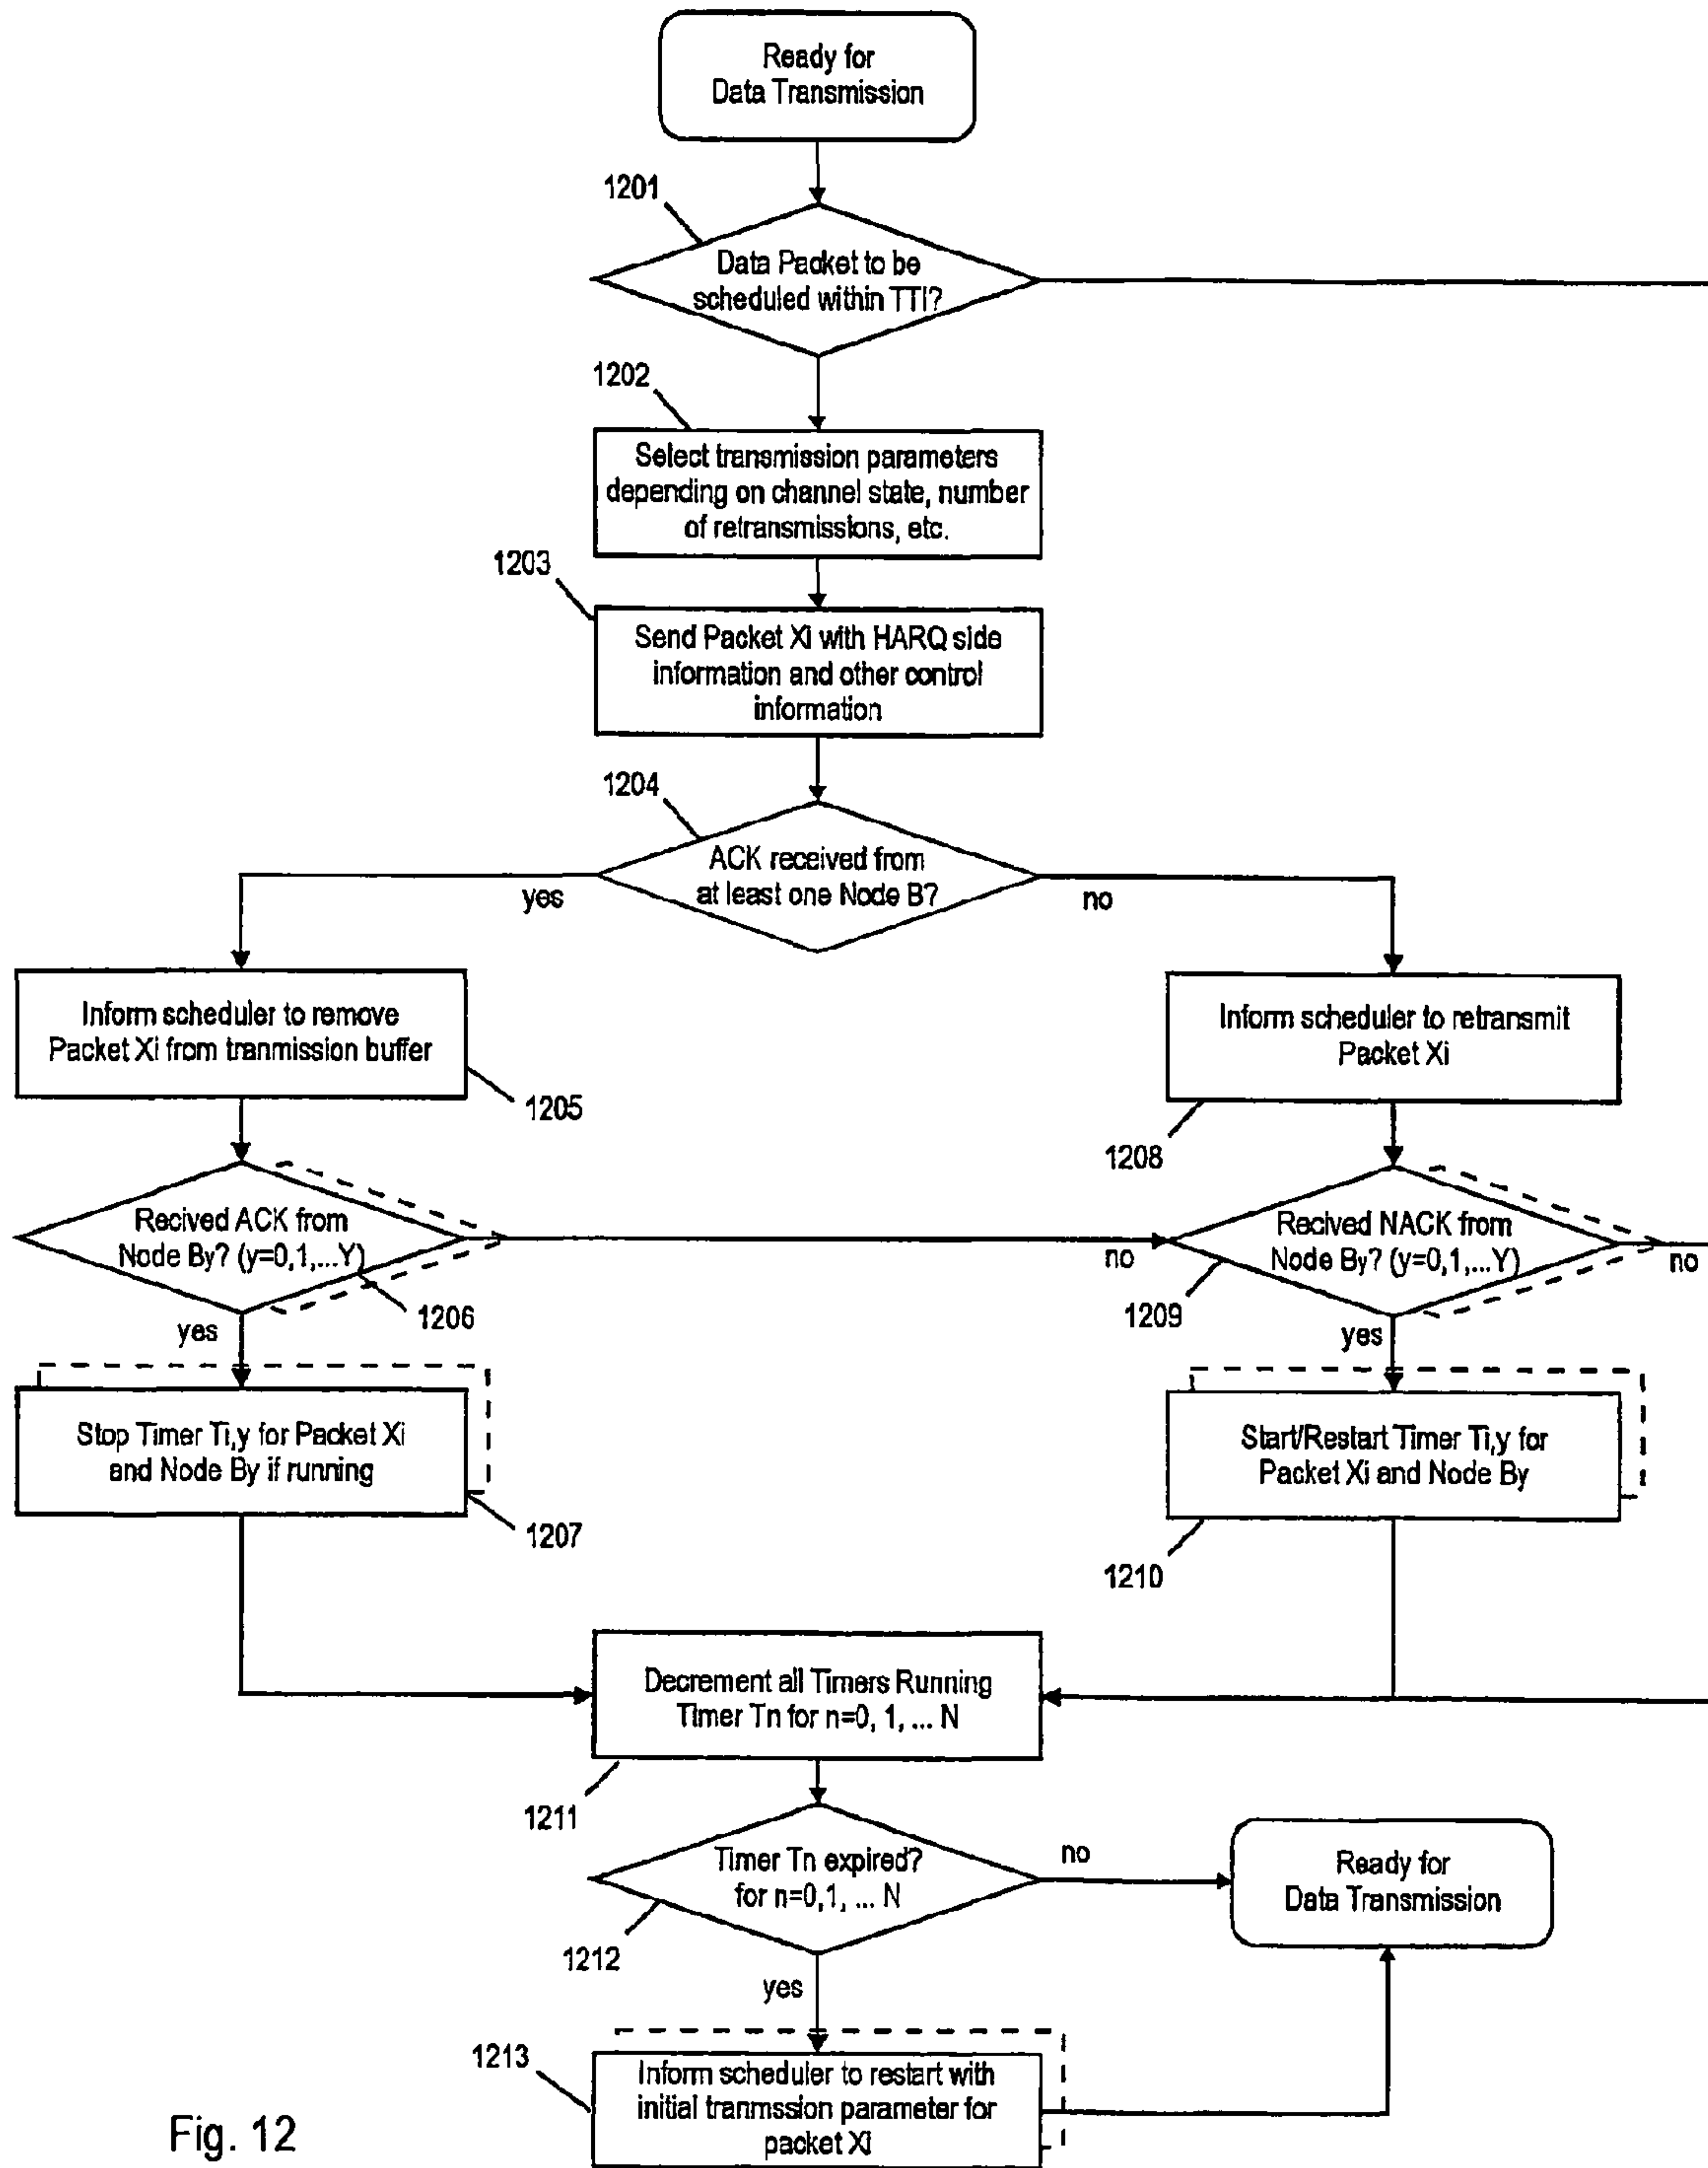 Ready for
Data Transmission
1201
Data Packet to be
scheduled within TTI?
1202
Select transmission parameters
depending on channel state, number
of retransmissions, etc.
1203
Send Packet Xi with HARQ side
information and other control
information
1204
ACK received from
at least one Node B?
yes
no
Inform scheduler to remove
Packet Xi from tranmission buffer
1205
Inform scheduler to retransmit
Packet Xi
1208
Recived ACK from
Node By? (y=0,1,...Y)
1206
no
yes
Recived NACK from
Node By? (y=0,1,...Y)
1209
no
yes
Stop Timer Ti,y for Packet Xi
and Node By if running
1207
Start/Restart Timer Ti,y for
Packet Xi and Node By
1210
Decrement all Timers Running
Timer Tn for n=0, 1, ... N
1211
Timer Tn expired?
for n=0,1, ... N
1212
no
yes
Ready for
Data Transmission
1213
Inform scheduler to restart with
initial tranmssion parameter for
packet Xi
Fig. 12